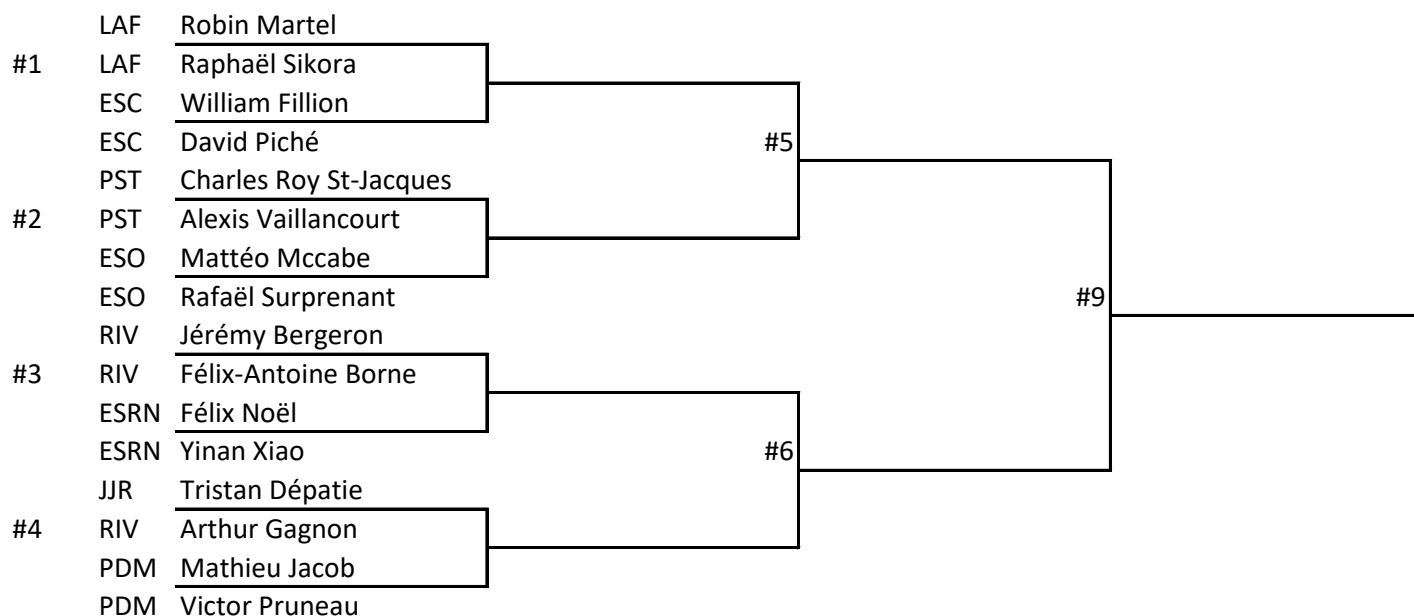 LAF Robin Martel
#1 LAF Raphaël Sikora
ESC William Fillion
ESC David Piché #5
PST Charles Roy St-Jacques
#2 PST Alexis Vaillancourt
ESO Mattéo Mccabe
ESO Rafaël Surprenant #9
RIV Jérémy Bergeron
#3 RIV Félix-Antoine Borne
ESRN Félix Noël
ESRN Yinan Xiao #6
JJR Tristan Dépatie
#4 RIV Arthur Gagnon
PDM Mathieu Jacob
PDM Victor Pruneau